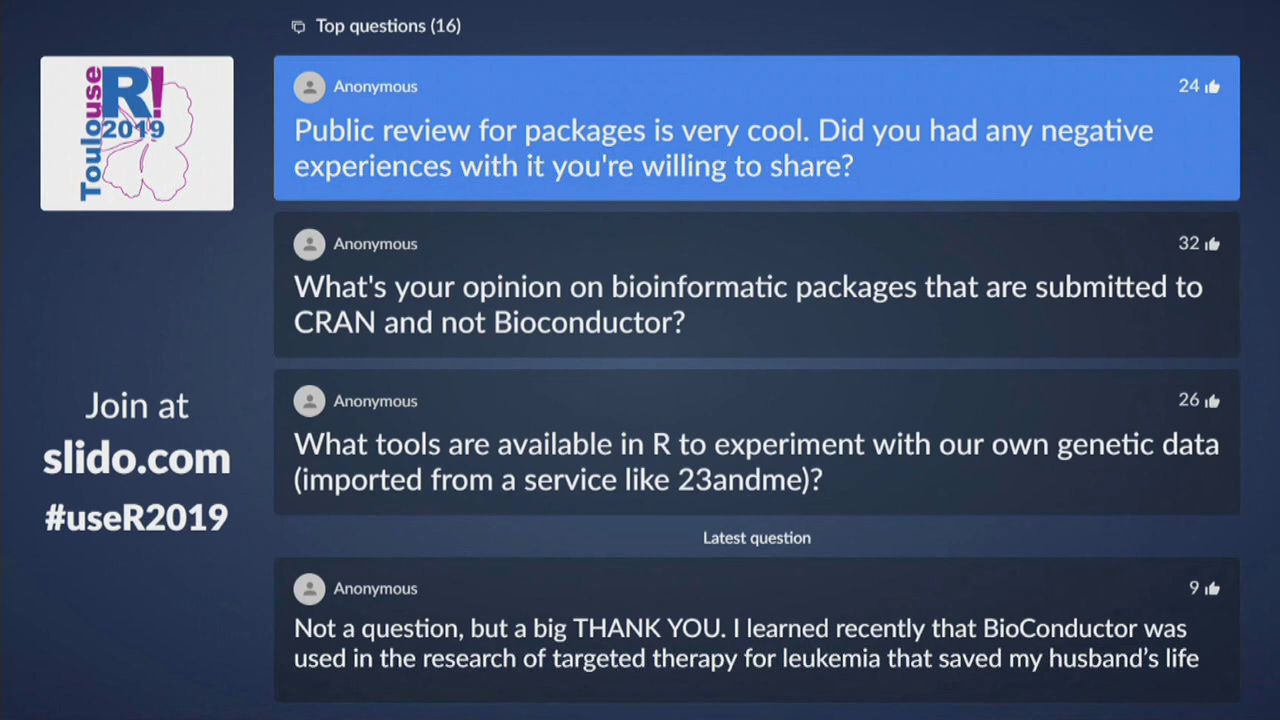 Top questions (16)
Toulouse
R!
2019
Anonymous
24
Public review for packages is very cool. Did you had any negative
experiences with it you're willing to share?
Anonymous
32
What's your opinion on bioinformatic packages that are submitted to
CRAN and not Bioconductor?
Anonymous
26
What tools are available in R to experiment with our own genetic data
(imported from a service like 23andme)?
Join at
slido.com
#useR2019
Latest question
Anonymous
9
Not a question, but a big THANK YOU. I learned recently that BioConductor was
used in the research of targeted therapy for leukemia that saved my husband’s life